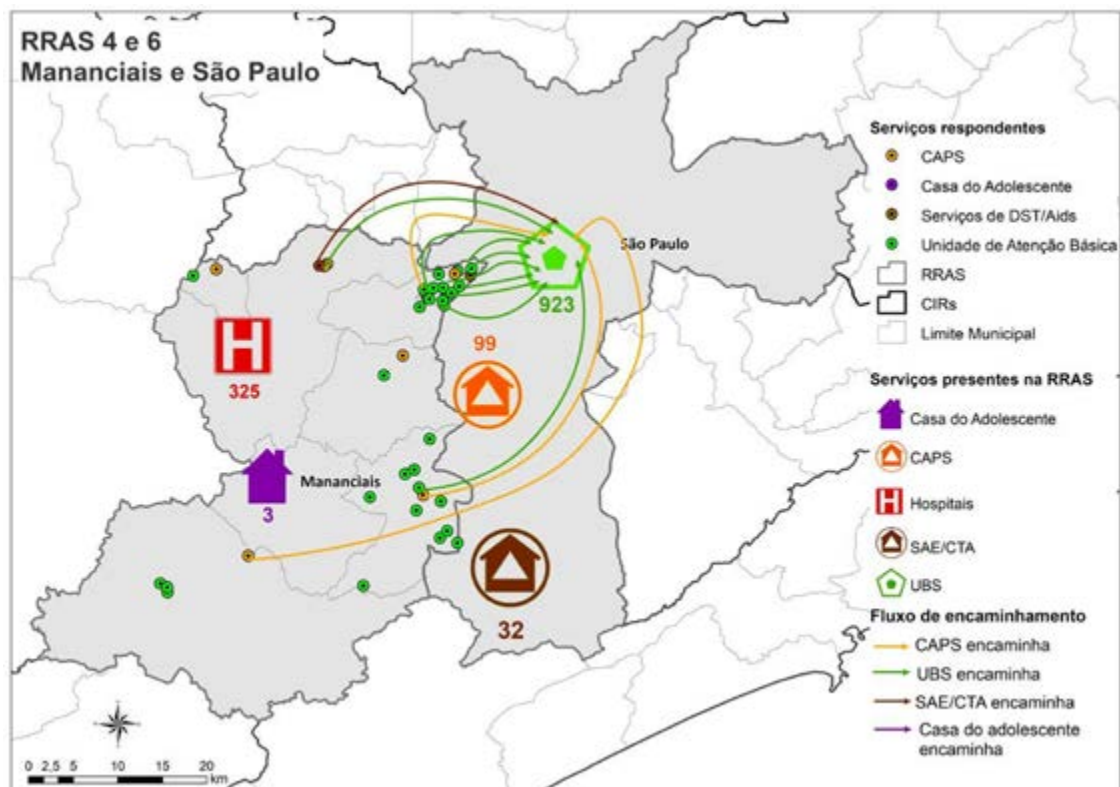 RRAS 4 e 6
Mananciais e São Paulo
São Paulo
923
99
325
Mananciais
3
32
0 2,5 5 10 15 20
km
Serviços respondentes
CAPS
Casa do Adolescente
Serviços de DST/Aids
Unidade de Atenção Básica
RRAS
CIRs
Limite Municipal
Serviços presentes na RRAS
Casa do Adolescente
CAPS
H
Hospitais
SAE/CTA
UBS
Fluxo de encaminhamento
CAPS encaminha
UBS encaminha
SAE/CTA encaminha
Casa do adolescente
encaminha
H